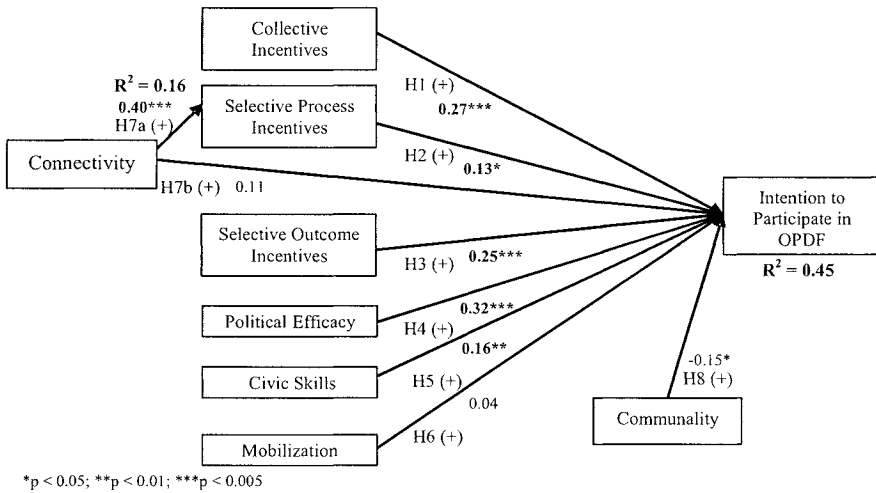 Collective
Incentives
H1 (+)
0.27***
R² = 0.16
0.40***
H7a (+)
Selective Process
Incentives
H2 (+)
0.13*
Connectivity
H7b (+) 0.11
Intention to
Participate in
OPDF
R² = 0.45
Selective Outcome
Incentives
H3 (+)
0.25***
Political Efficacy
0.32***
H4 (+)
0.16**
Civic Skills
H5 (+)
0.04
Mobilization
H6 (+)
-0.15*
H8 (+)
Communality
*p < 0.05; **p < 0.01; ***p < 0.005